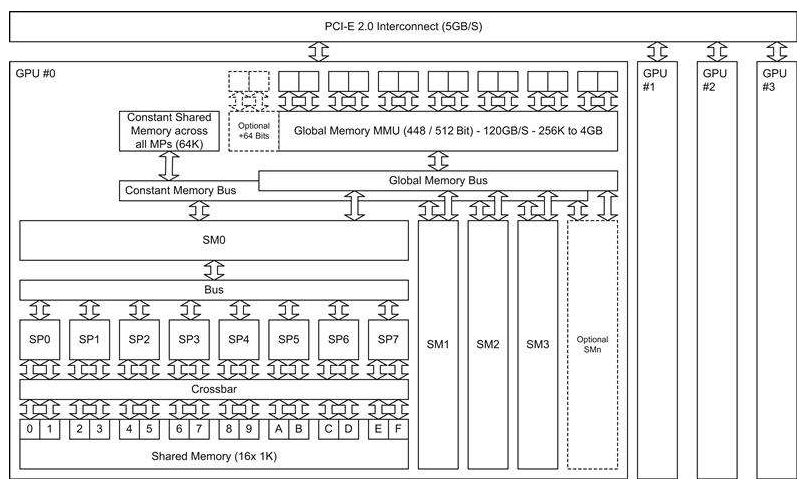 PCI-E 2.0 Interconnect (5GB/S)
GPU #0
GPU
#1
GPU
#2
GPU
#3
Constant Shared
Memory across
all MPs (64K)
Optional
+64 Bits
Global Memory MMU (448 / 512 Bit) - 120GB/S - 256K to 4GB
Global Memory Bus
Constant Memory Bus
SM0
Bus
SP0 SP1 SP2 SP3 SP4 SP5 SP6 SP7
SM1
SM2
SM3
Optional
SMn
Crossbar
0 1 2 3 4 5 6 7 8 9 A B C D E F
Shared Memory (16x 1K)